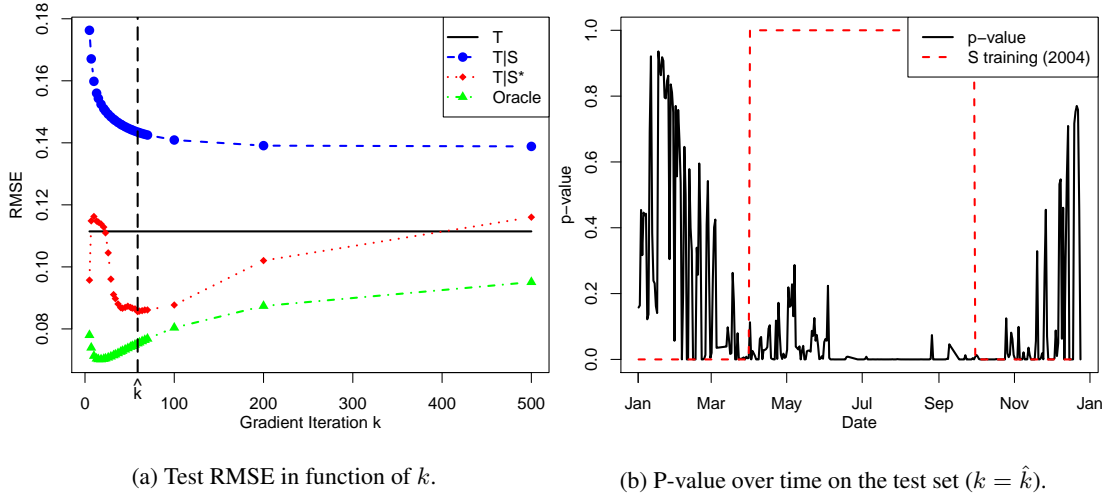 0.18
0.16
0.14
0.12
0.10
0.08
RMSE
T
T|S
T|S*
Oracle
0 100 200 300 400 500
k̂
Gradient Iteration k
(a) Test RMSE in function of k.
1.0
0.8
0.6
0.4
0.2
0.0
p−value
p−value
S training (2004)
Jan Mar May Jul Sep Nov Jan
Date
(b) P-value over time on the test set (k = k̂).